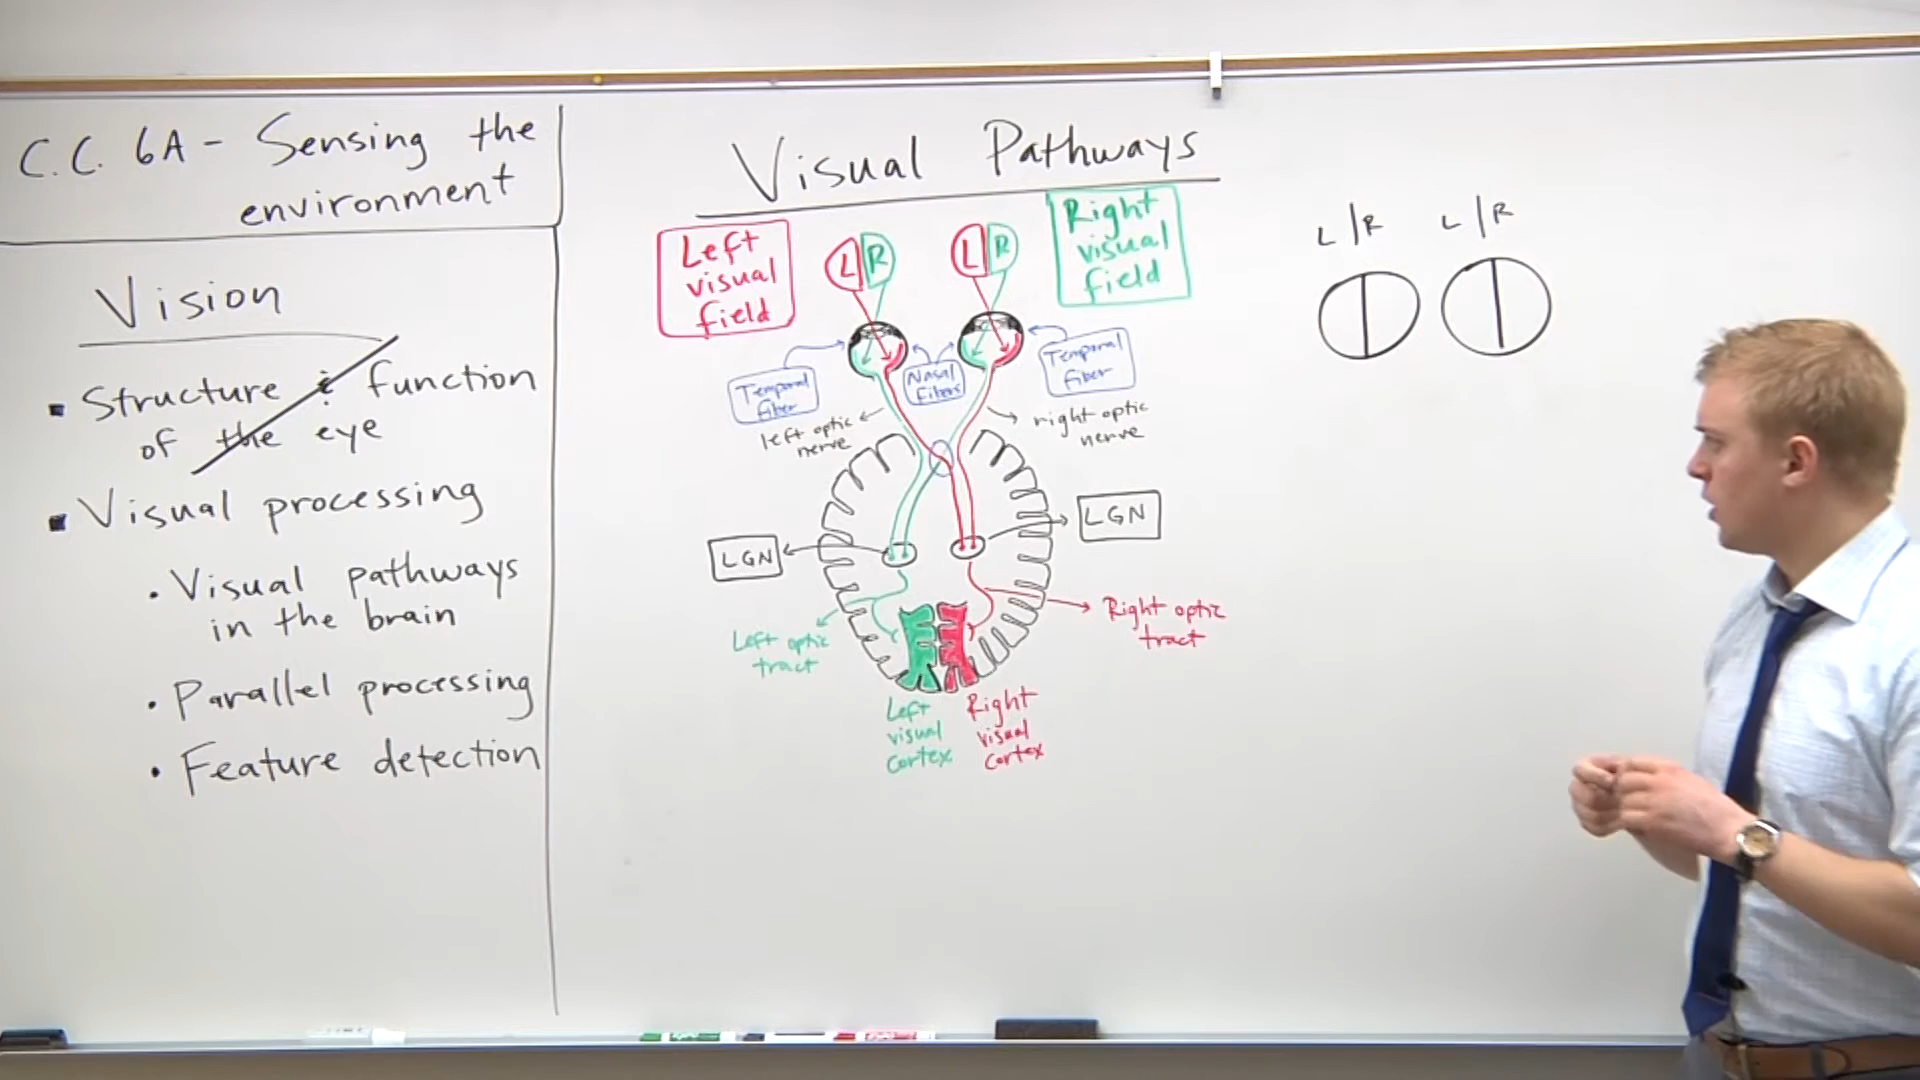 C.C. 6A - Sensing the
environment
Vision
▪ Structure & function
of the eye
▪ Visual processing
• Visual pathways
in the brain
• Parallel processing
• Feature detection
Visual Pathways
Left
visual
field
L R
L R
Right
visual
field
Temporal
fiber
Nasal
Fibers
Temporal
fiber
left optic
nerve
right optic
nerve
LGN
LGN
Left optic
tract
Right optic
tract
Left
visual
cortex
Right
visual
cortex
L | R
L | R